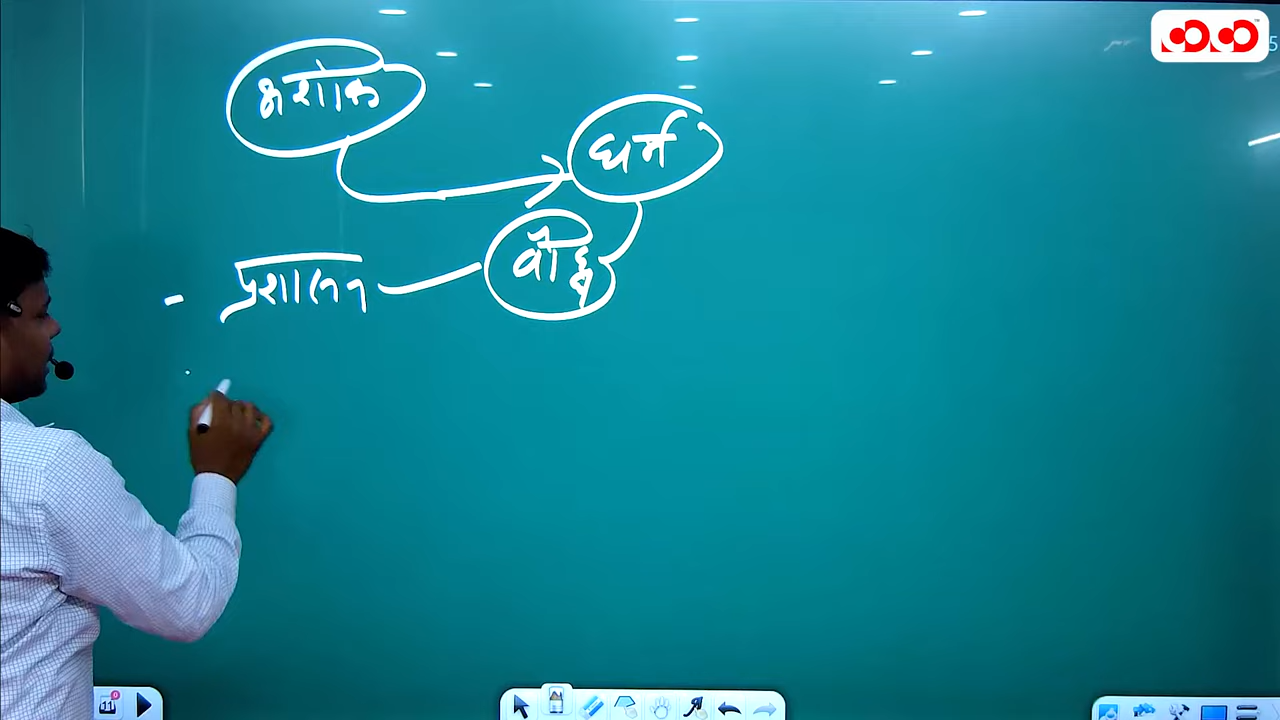 अशोक
धर्म
बौद्ध
- प्रशासन